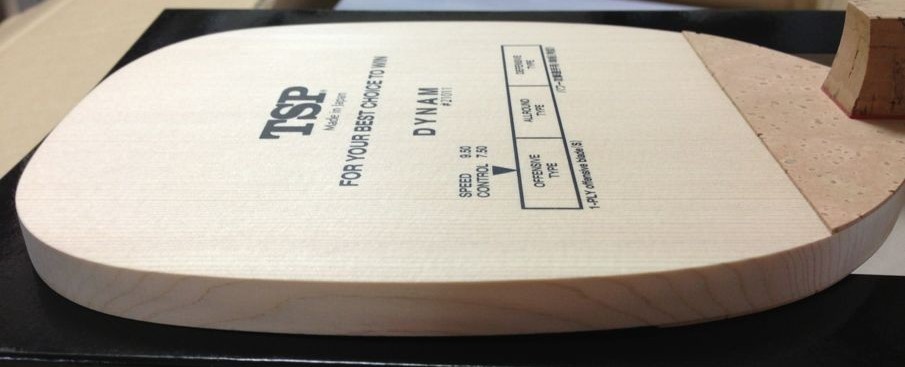 TSP
Made in Japan
FOR YOUR BEST CHOICE TO WIN
DYNAM
#21011
SPEED 9.50
CONTROL 7.50
OFFENSIVE TYPE
ALLROUND TYPE
DEFENSIVE TYPE
1-PLY offensive blade(S)